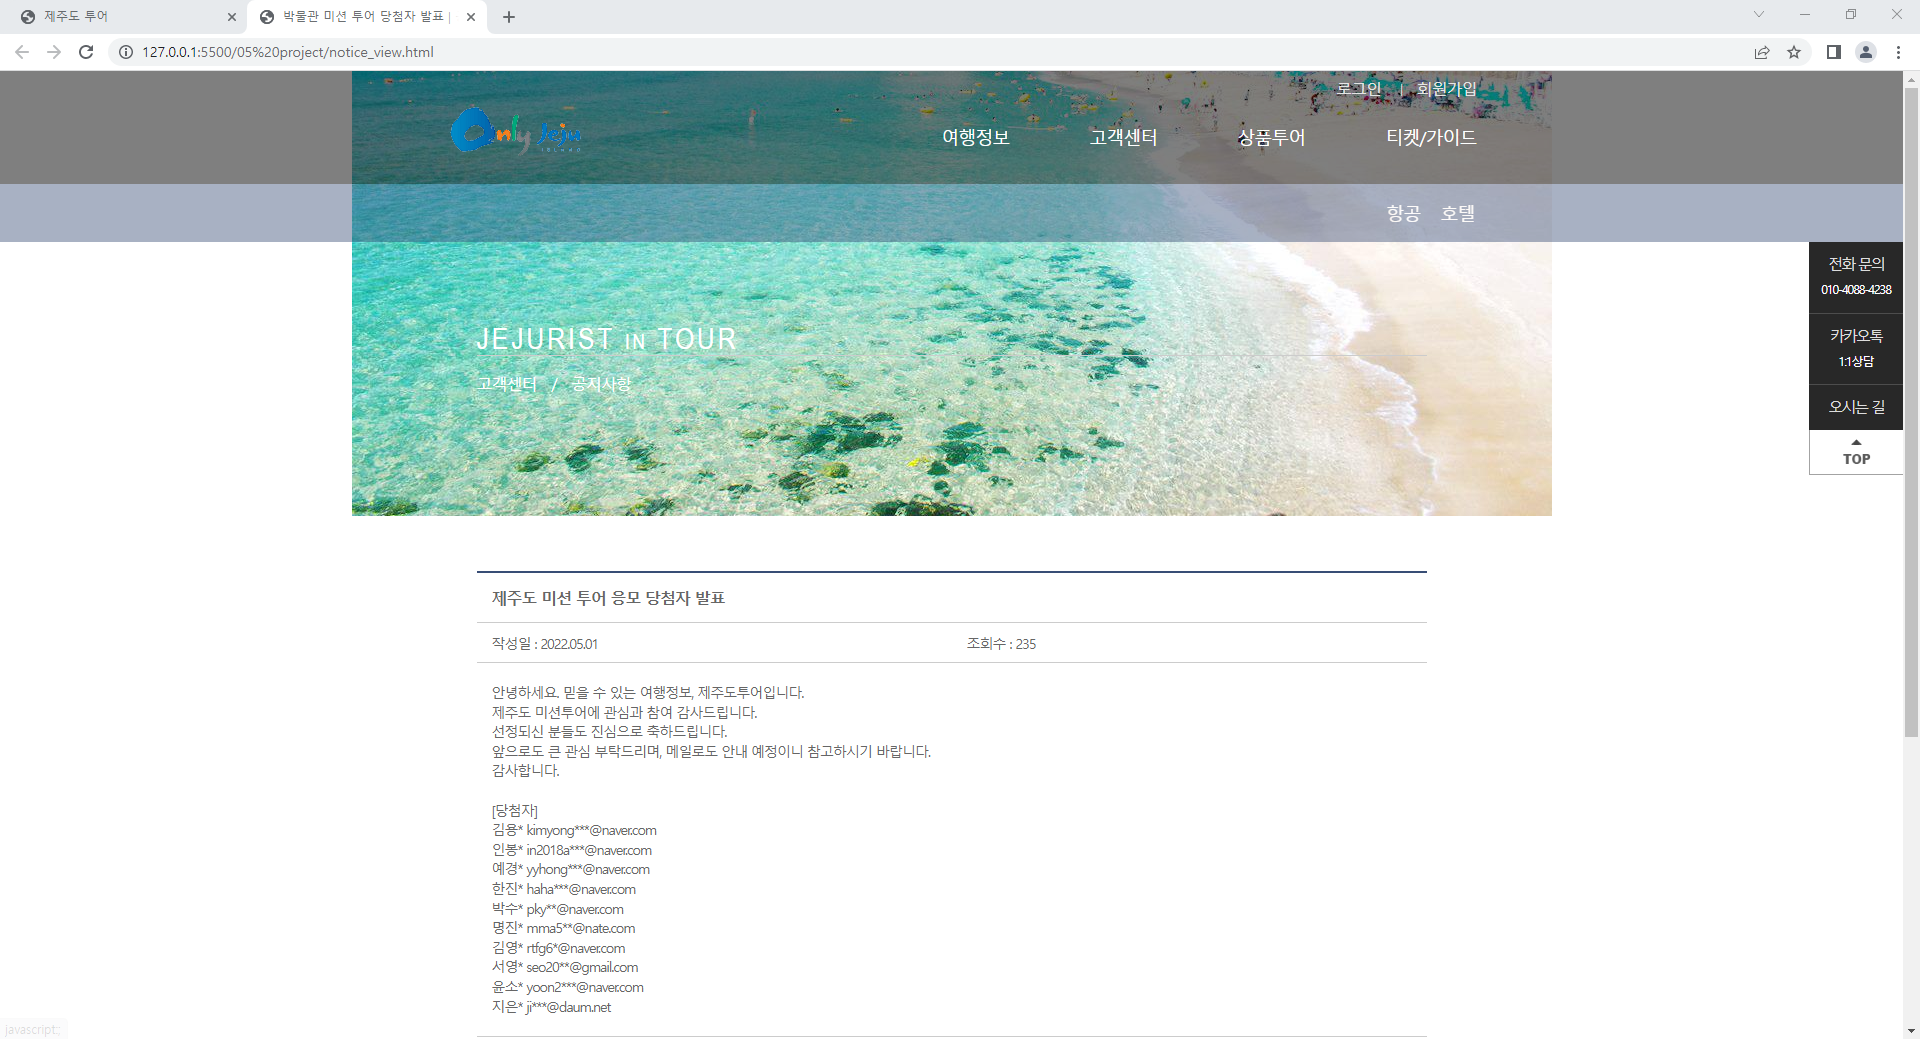 제주도 투어
박물관 미션 투어 당첨자 발표 |
127.0.0.1:5500/05%20project/notice_view.html
로그인 | 회원가입
Only Jeju
ISLAND
여행정보 고객센터 상품투어 티켓/가이드
항공 호텔
전화 문의
010-4088-4238
카카오톡
1:1상담
오시는 길
TOP
JEJURIST IN TOUR
고객센터 / 공지사항
제주도 미션 투어 응모 당첨자 발표
작성일 : 2022.05.01 조회수 : 235
안녕하세요. 믿을 수 있는 여행정보, 제주도투어입니다.
제주도 미션투어에 관심과 참여 감사드립니다.
선정되신 분들도 진심으로 축하드립니다.
앞으로도 큰 관심 부탁드리며, 메일로도 안내 예정이니 참고하시기 바랍니다.
감사합니다.
[당첨자]
김용* kimyong***@naver.com
인봉* in2018a***@naver.com
예경* yyhong***@naver.com
한진* haha***@naver.com
박수* pky**@naver.com
명진* mma5**@nate.com
김영* rtfg6*@naver.com
서영* seo20**@gmail.com
윤소* yoon2***@naver.com
지은* ji***@daum.net
javascript:;